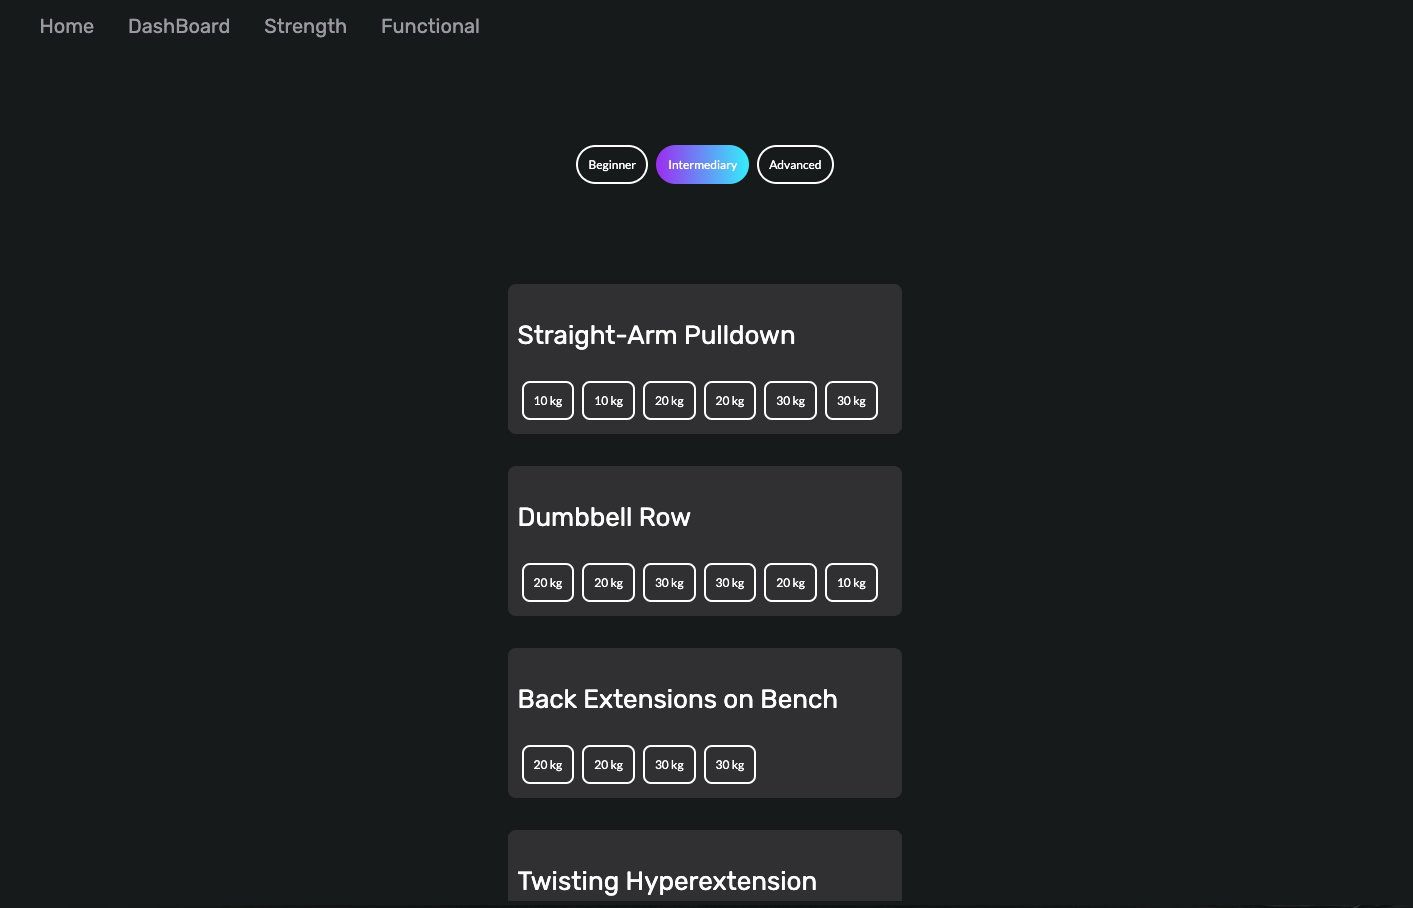 Home DashBoard Strength Functional
Beginner Intermediary Advanced
Straight-Arm Pulldown
10 kg 10 kg 20 kg 20 kg 30 kg 30 kg
Dumbbell Row
20 kg 20 kg 30 kg 30 kg 20 kg 10 kg
Back Extensions on Bench
20 kg 20 kg 30 kg 30 kg
Twisting Hyperextension